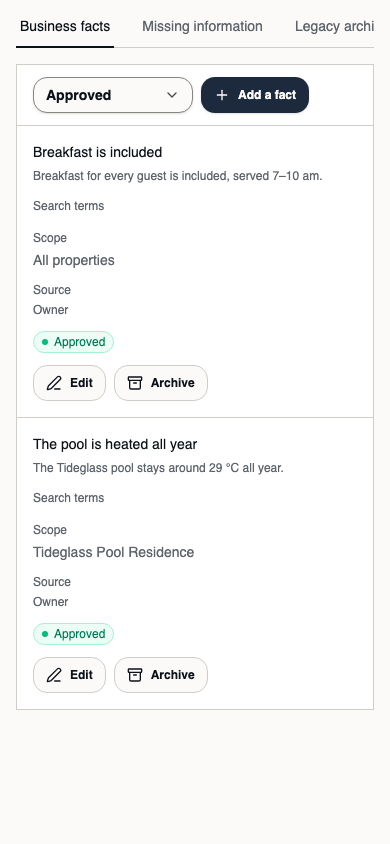 Business facts Missing information Legacy archi
Approved
Add a fact
Breakfast is included
Breakfast for every guest is included, served 7–10 am.
Search terms
Scope
All properties
Source
Owner
Approved
Edit Archive
The pool is heated all year
The Tideglass pool stays around 29 °C all year.
Search terms
Scope
Tideglass Pool Residence
Source
Owner
Approved
Edit Archive